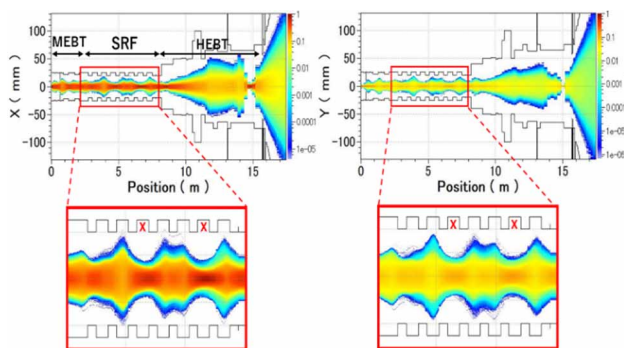 MEBT SRF HEBT
X ( mm )
100
50
0
-50
-100
0 5 10 15
Position ( m )
1
0.1
0.01
0.001
0.0001
1e-05
Y ( mm )
100
50
0
-50
-100
0 5 10 15
Position ( m )
1
0.1
0.01
0.001
0.0001
1e-05
X X
X X